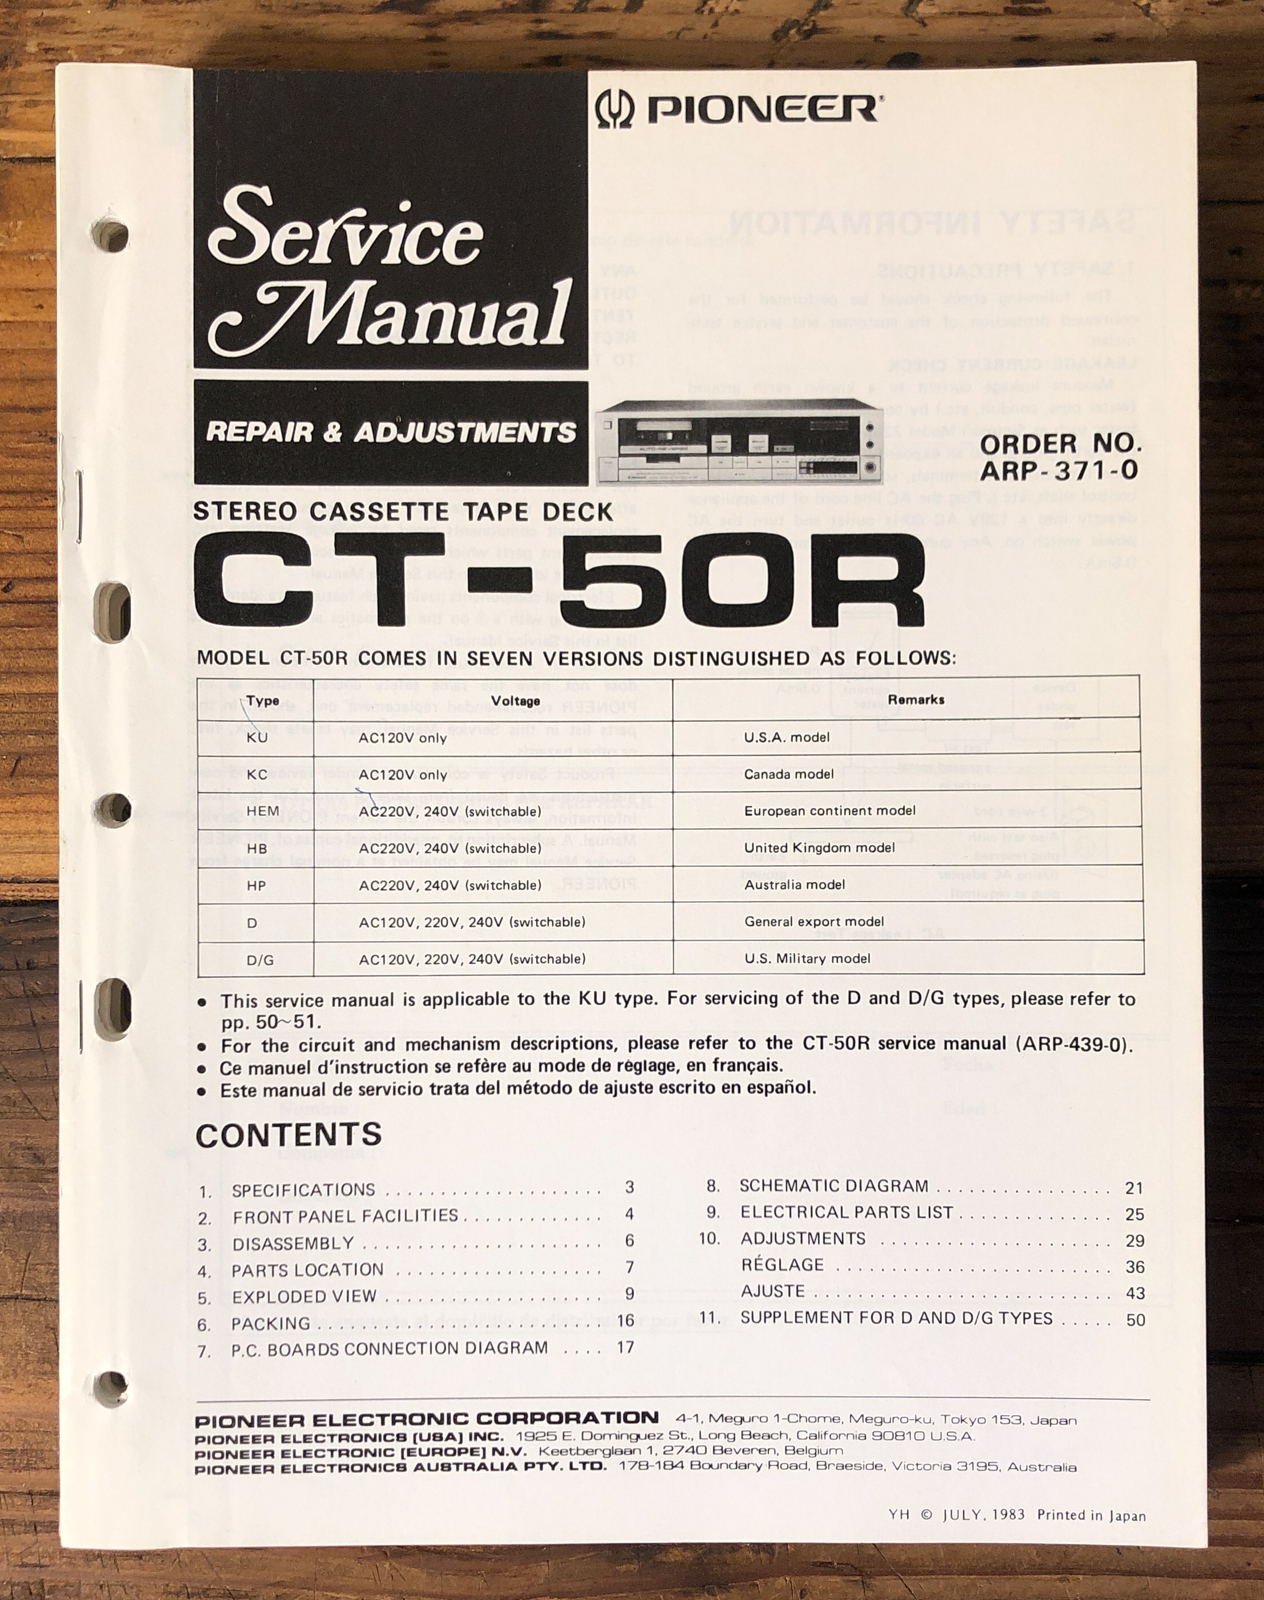 PIONEER
Service
Manual
REPAIR & ADJUSTMENTS
ORDER NO.
ARP-371-0
STEREO CASSETTE TAPE DECK
CT-50R
MODEL CT-50R COMES IN SEVEN VERSIONS DISTINGUISHED AS FOLLOWS:
Type Voltage Remarks
KU AC120V only U.S.A. model
KC AC120V only Canada model
HEM AC220V, 240V (switchable) European continent model
HB AC220V, 240V (switchable) United Kingdom model
HP AC220V, 240V (switchable) Australia model
D AC120V, 220V, 240V (switchable) General export model
D/G AC120V, 220V, 240V (switchable) U.S. Military model
● This service manual is applicable to the KU type. For servicing of the D and D/G types, please refer to
pp. 50~51.
● For the circuit and mechanism descriptions, please refer to the CT-50R service manual (ARP-439-0).
● Ce manuel d'instruction se refère au mode de réglage, en français.
● Este manual de servicio trata del método de ajuste escrito en español.
CONTENTS
1. SPECIFICATIONS . . . . . . . . . . . . . . . . . . . . 3
2. FRONT PANEL FACILITIES . . . . . . . . . . . . . 4
3. DISASSEMBLY . . . . . . . . . . . . . . . . . . . . . . 6
4. PARTS LOCATION . . . . . . . . . . . . . . . . . . . 7
5. EXPLODED VIEW . . . . . . . . . . . . . . . . . . . . 9
6. PACKING . . . . . . . . . . . . . . . . . . . . . . . . . . 16
7. P.C. BOARDS CONNECTION DIAGRAM . . . . 17
8. SCHEMATIC DIAGRAM . . . . . . . . . . . . . . . . 21
9. ELECTRICAL PARTS LIST . . . . . . . . . . . . . . 25
10. ADJUSTMENTS . . . . . . . . . . . . . . . . . . . . . 29
RÉGLAGE . . . . . . . . . . . . . . . . . . . . . . . . . 36
AJUSTE . . . . . . . . . . . . . . . . . . . . . . . . . . . 43
11. SUPPLEMENT FOR D AND D/G TYPES . . . . . 50
PIONEER ELECTRONIC CORPORATION 4-1, Meguro 1-Chome, Meguro-ku, Tokyo 153, Japan
PIONEER ELECTRONICS [USA] INC. 1925 E. Dominguez St., Long Beach, California 90810 U.S.A.
PIONEER ELECTRONIC [EUROPE] N.V. Keetberglaan 1, 2740 Beveren, Belgium
PIONEER ELECTRONICS AUSTRALIA PTY. LTD. 178-184 Boundary Road, Braeside, Victoria 3195, Australia
YH © JULY, 1983 Printed in Japan